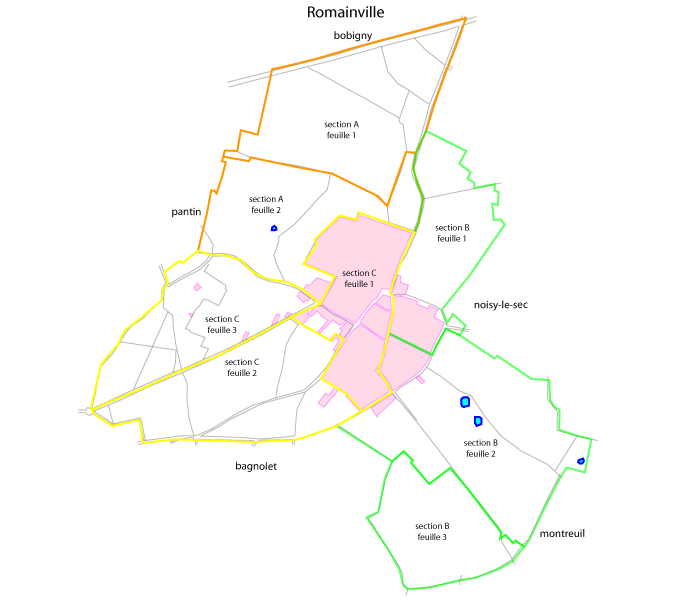 Romainville
bobigny
section A
feuille 1
section A
feuille 2
pantin
section B
feuille 1
section C
feuille 1
noisy-le-sec
section C
feuille 3
section C
feuille 2
section B
feuille 2
bagnolet
section B
feuille 3
montreuil